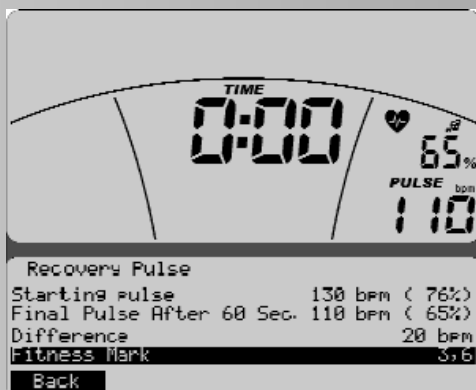 TIME
0:00
65%
PULSE bpm
110
Recovery Pulse
Starting pulse 130 bpm ( 76%)
Final Pulse After 60 Sec. 110 bpm ( 65%)
Difference 20 bpm
Fitness Mark 3,6
Back